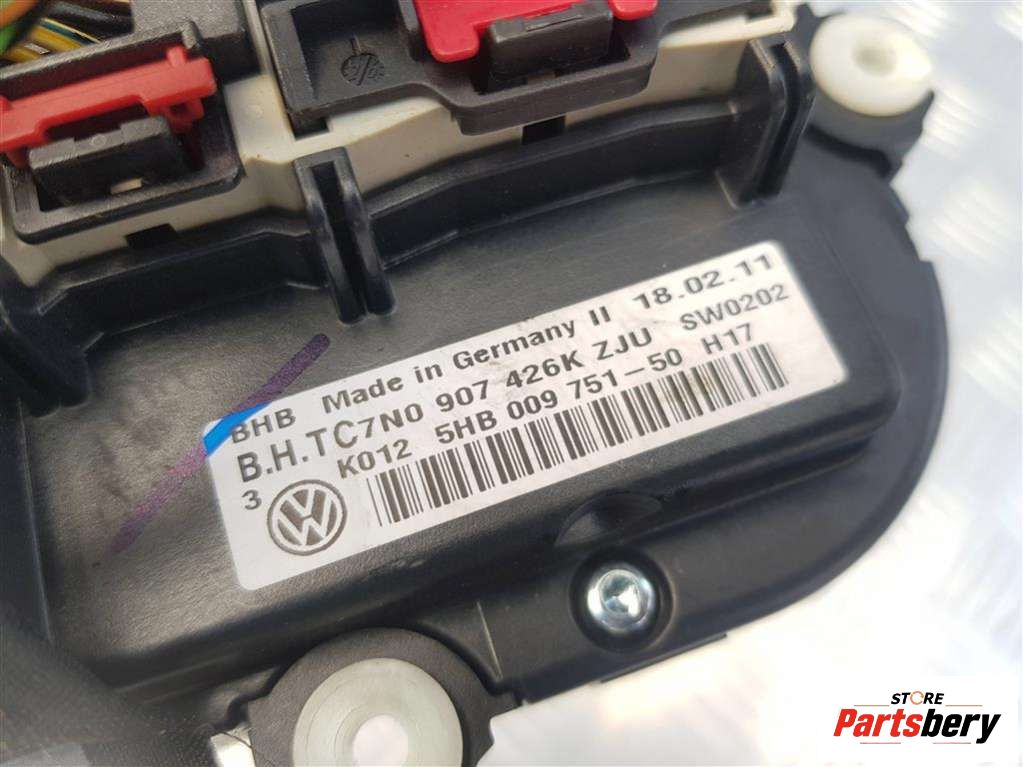 BHB Made in Germany II 18.02.11
B.H.TC7N0 907 426K ZJU SW0202
3 K012 5HB 009 751-50 H17
VW
STORE
Partsbery